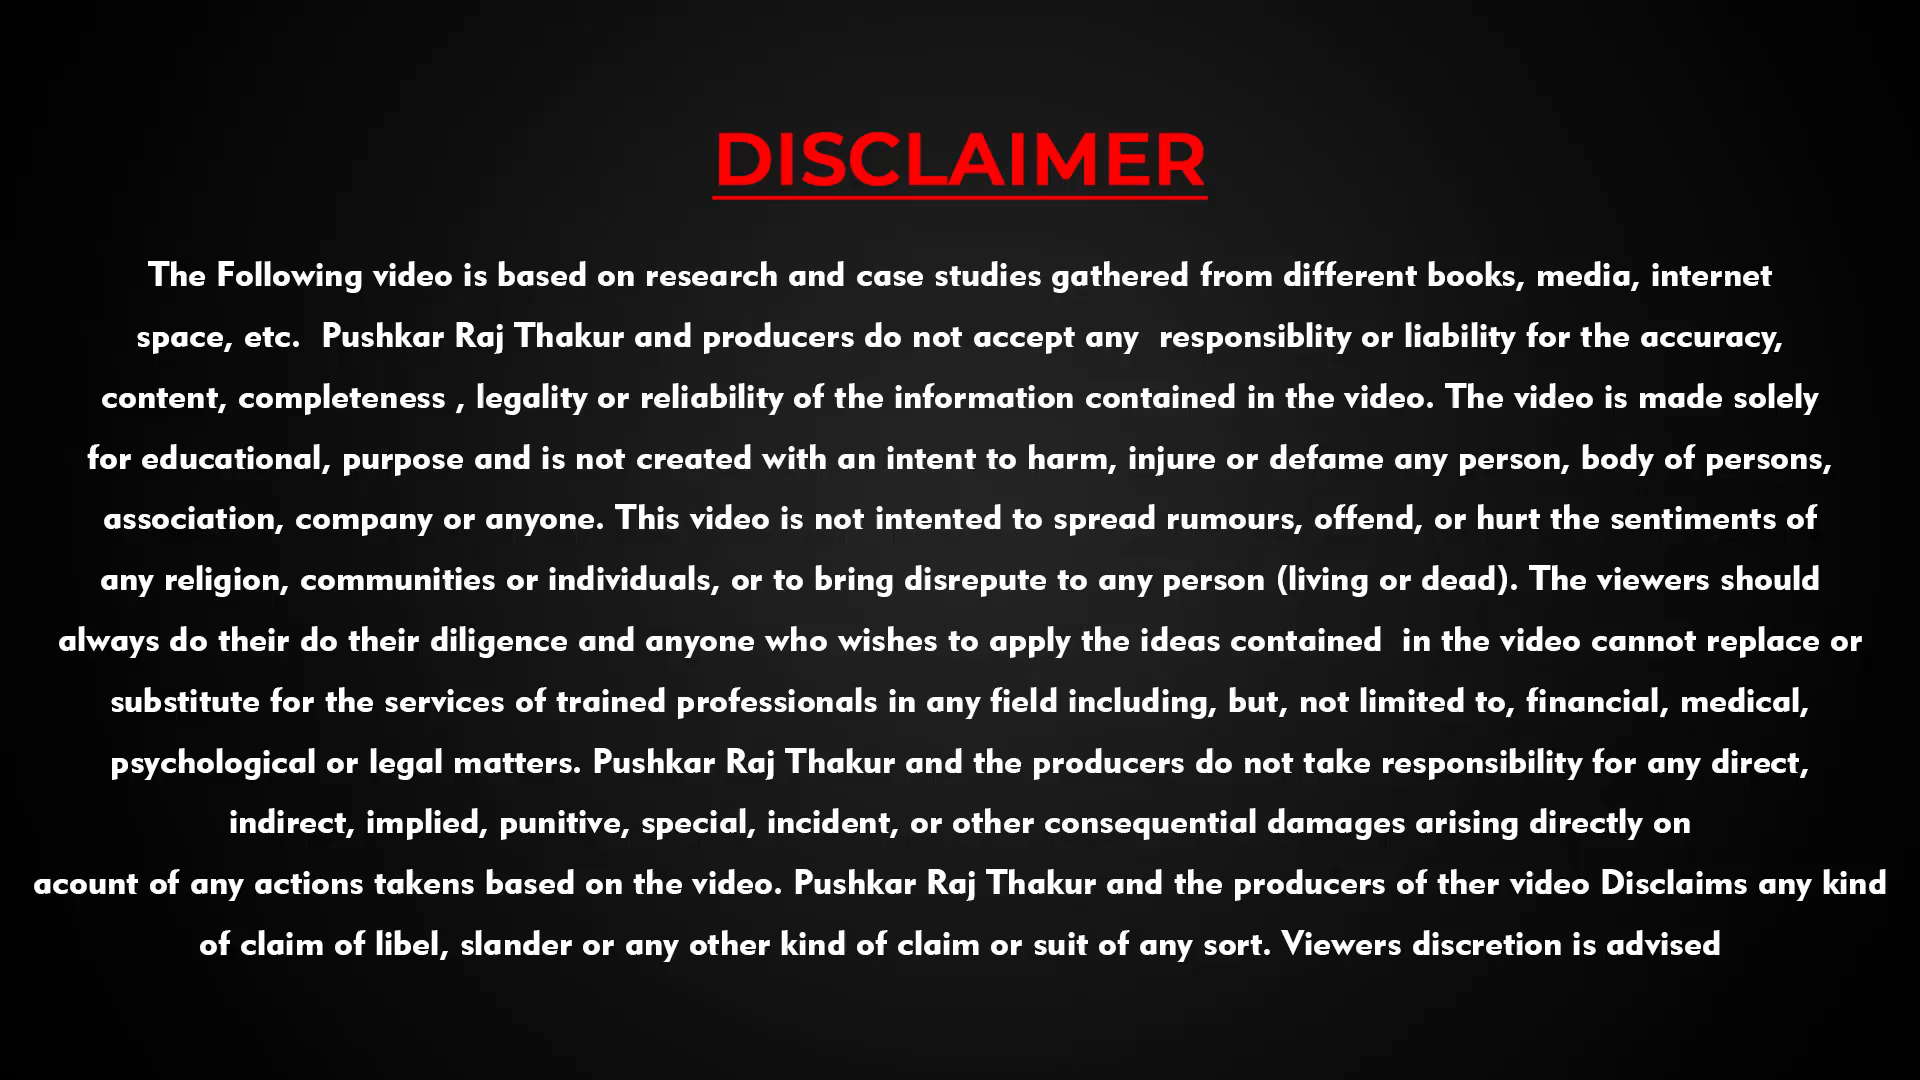 DISCLAIMER
The Following video is based on research and case studies gathered from different books, media, internet
space, etc.  Pushkar Raj Thakur and producers do not accept any  responsiblity or liability for the accuracy,
content, completeness , legality or reliability of the information contained in the video. The video is made solely
for educational, purpose and is not created with an intent to harm, injure or defame any person, body of persons,
association, company or anyone. This video is not intented to spread rumours, offend, or hurt the sentiments of
any religion, communities or individuals, or to bring disrepute to any person (living or dead). The viewers should
always do their do their diligence and anyone who wishes to apply the ideas contained  in the video cannot replace or
substitute for the services of trained professionals in any field including, but, not limited to, financial, medical,
psychological or legal matters. Pushkar Raj Thakur and the producers do not take responsibility for any direct,
indirect, implied, punitive, special, incident, or other consequential damages arising directly on
acount of any actions takens based on the video. Pushkar Raj Thakur and the producers of ther video Disclaims any kind
of claim of libel, slander or any other kind of claim or suit of any sort. Viewers discretion is advised